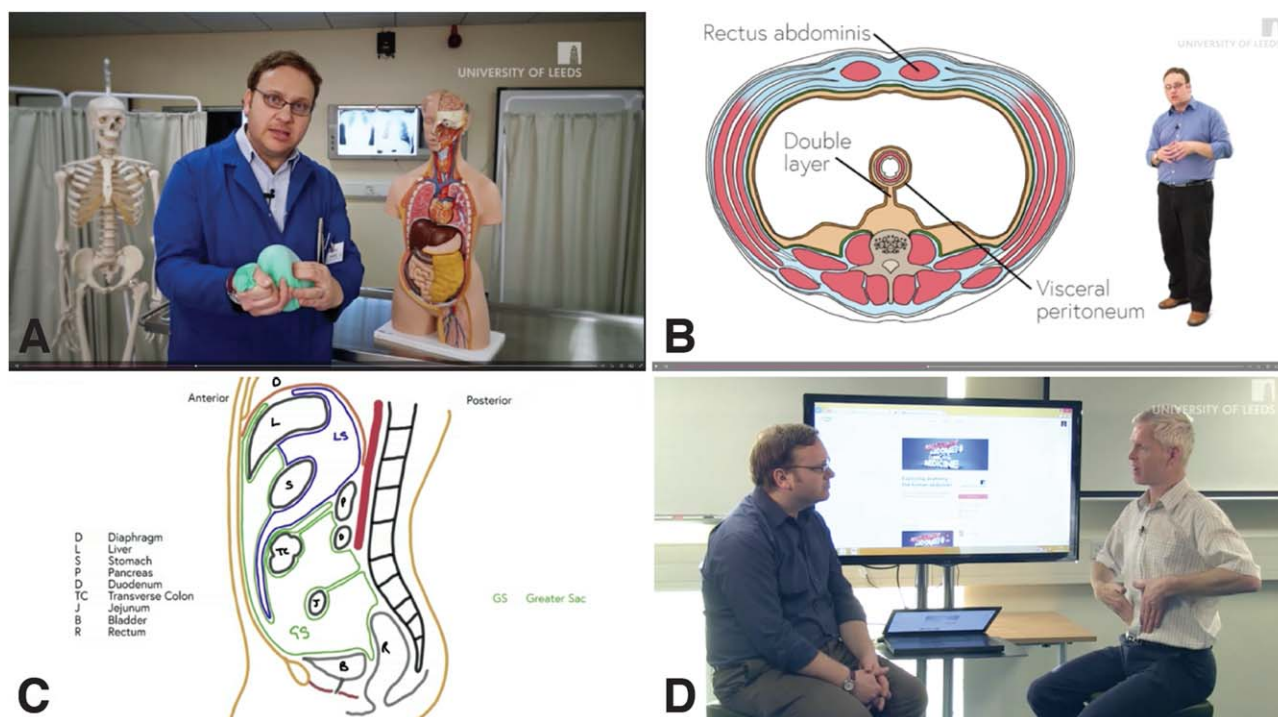 UNIVERSITY OF LEEDS
A
Rectus abdominis
UNIVERSITY OF LEEDS
Double
layer
Visceral
peritoneum
B
D
Anterior
Posterior
L
LS
S
P
D
TC
J
GS
B
R
D Diaphragm
L Liver
S Stomach
P Pancreas
D Duodenum
TC Transverse Colon
J Jejunum
B Bladder
R Rectum
GS Greater Sac
C
UNIVERSITY OF LEEDS
MEDICINE
D